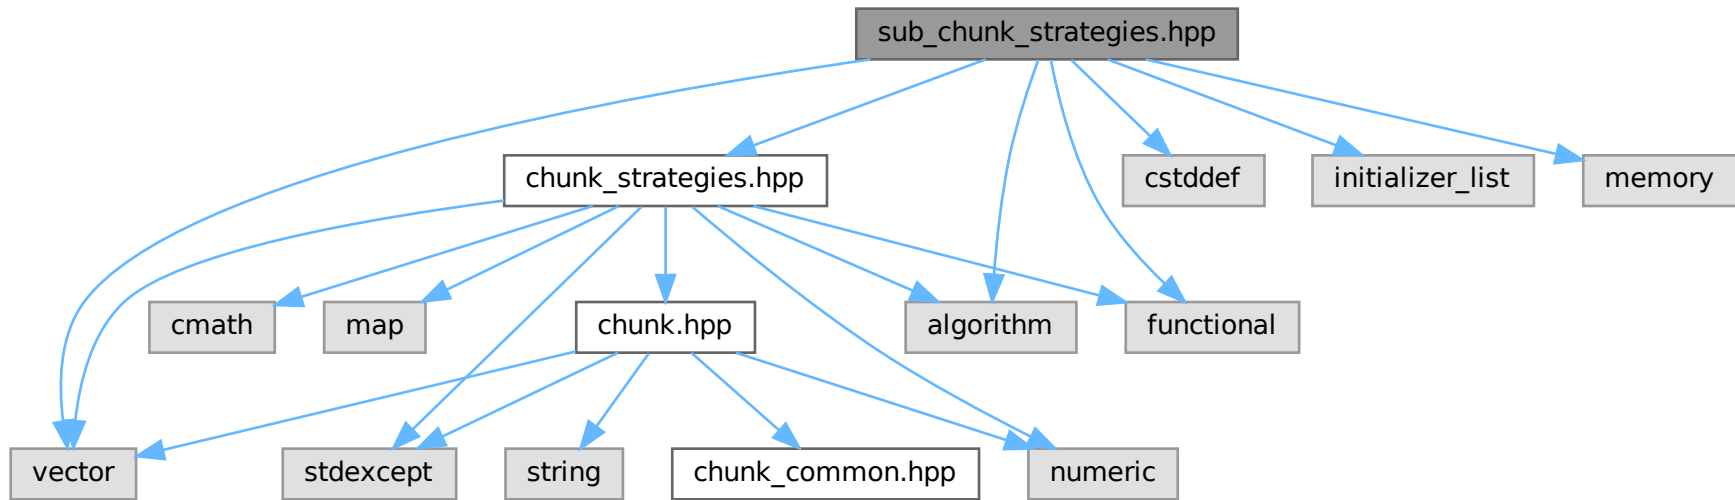 sub_chunk_strategies.hpp
chunk_strategies.hpp
cstddef
initializer_list
memory
cmath
map
chunk.hpp
algorithm
functional
vector
stdexcept
string
chunk_common.hpp
numeric